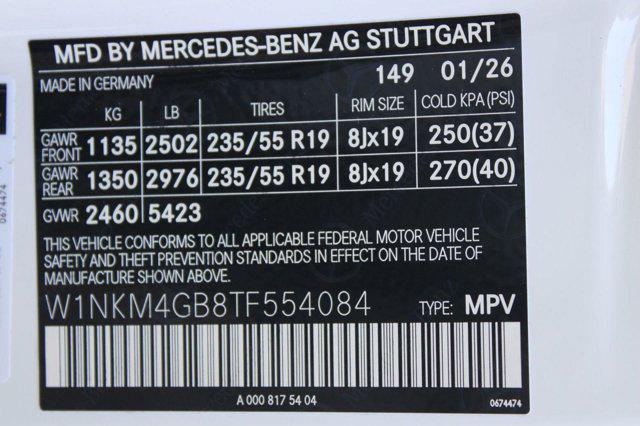 MFD BY MERCEDES-BENZ AG STUTTGART
MADE IN GERMANY 149 01/26
KG LB TIRES RIM SIZE COLD KPA (PSI)
GAWR FRONT 1135 2502 235/55 R19 8Jx19 250(37)
GAWR REAR 1350 2976 235/55 R19 8Jx19 270(40)
GVWR 2460 5423
THIS VEHICLE CONFORMS TO ALL APPLICABLE FEDERAL MOTOR VEHICLE
SAFETY AND THEFT PREVENTION STANDARDS IN EFFECT ON THE DATE OF
MANUFACTURE SHOWN ABOVE.
W1NKM4GB8TF554084 TYPE: MPV
A 000 817 54 04
0674474
0674474